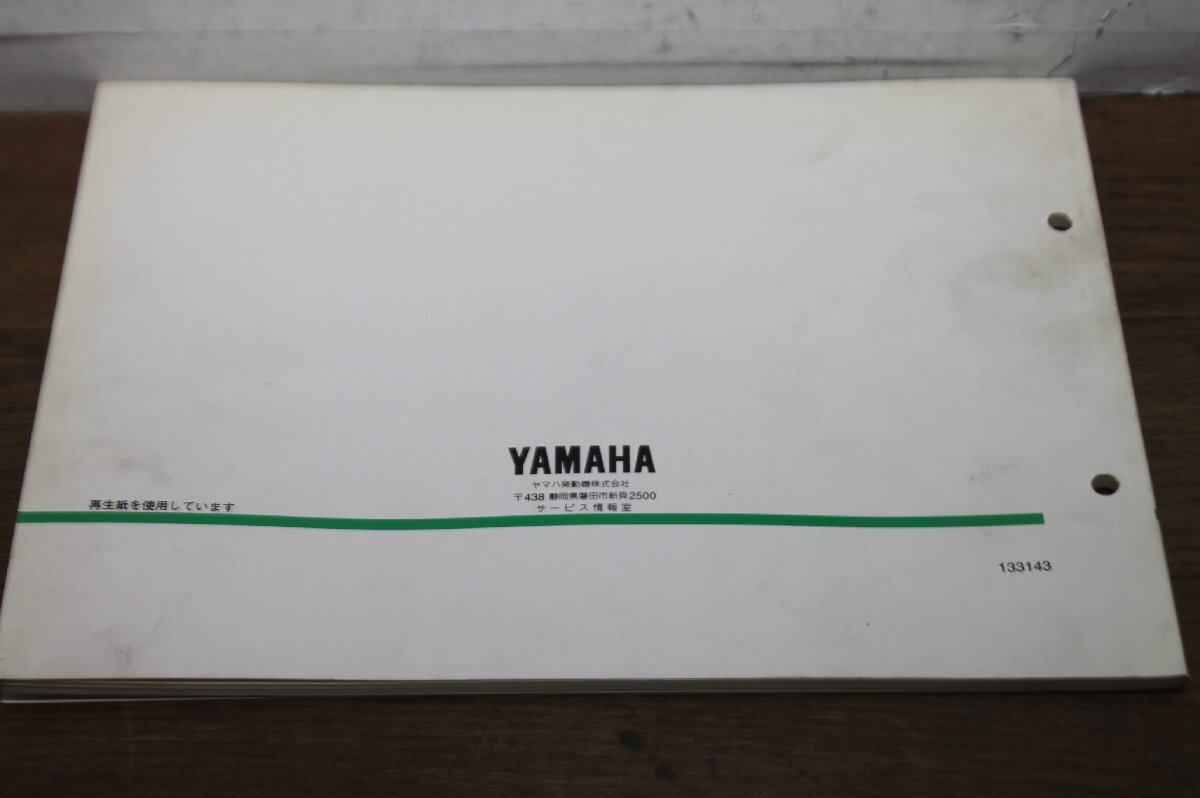 YAMAHA
ヤマハ発動機株式会社
〒438 静岡県磐田市新貝2500
サービス情報室
再生紙を使用しています
133143